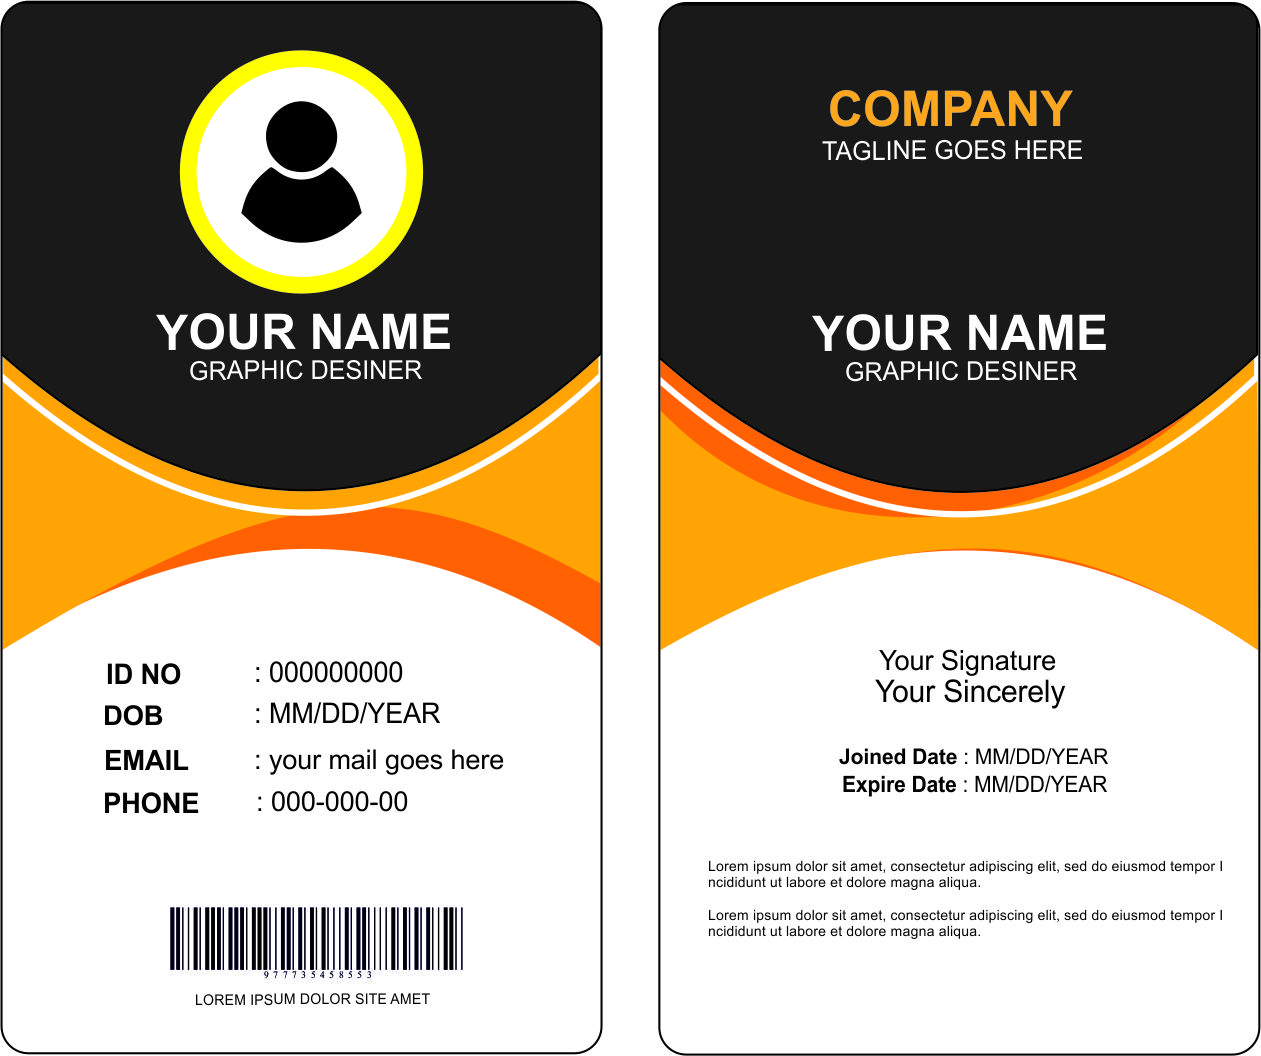 YOUR NAME
GRAPHIC DESINER
ID NO : 000000000
DOB : MM/DD/YEAR
EMAIL : your mail goes here
PHONE : 000-000-00
977735458553
LOREM IPSUM DOLOR SITE AMET
COMPANY
TAGLINE GOES HERE
YOUR NAME
GRAPHIC DESINER
Your Signature
Your Sincerely
Joined Date : MM/DD/YEAR
Expire Date : MM/DD/YEAR
Lorem ipsum dolor sit amet, consectetur adipiscing elit, sed do eiusmod tempor I
ncididunt ut labore et dolore magna aliqua.
Lorem ipsum dolor sit amet, consectetur adipiscing elit, sed do eiusmod tempor I
ncididunt ut labore et dolore magna aliqua.